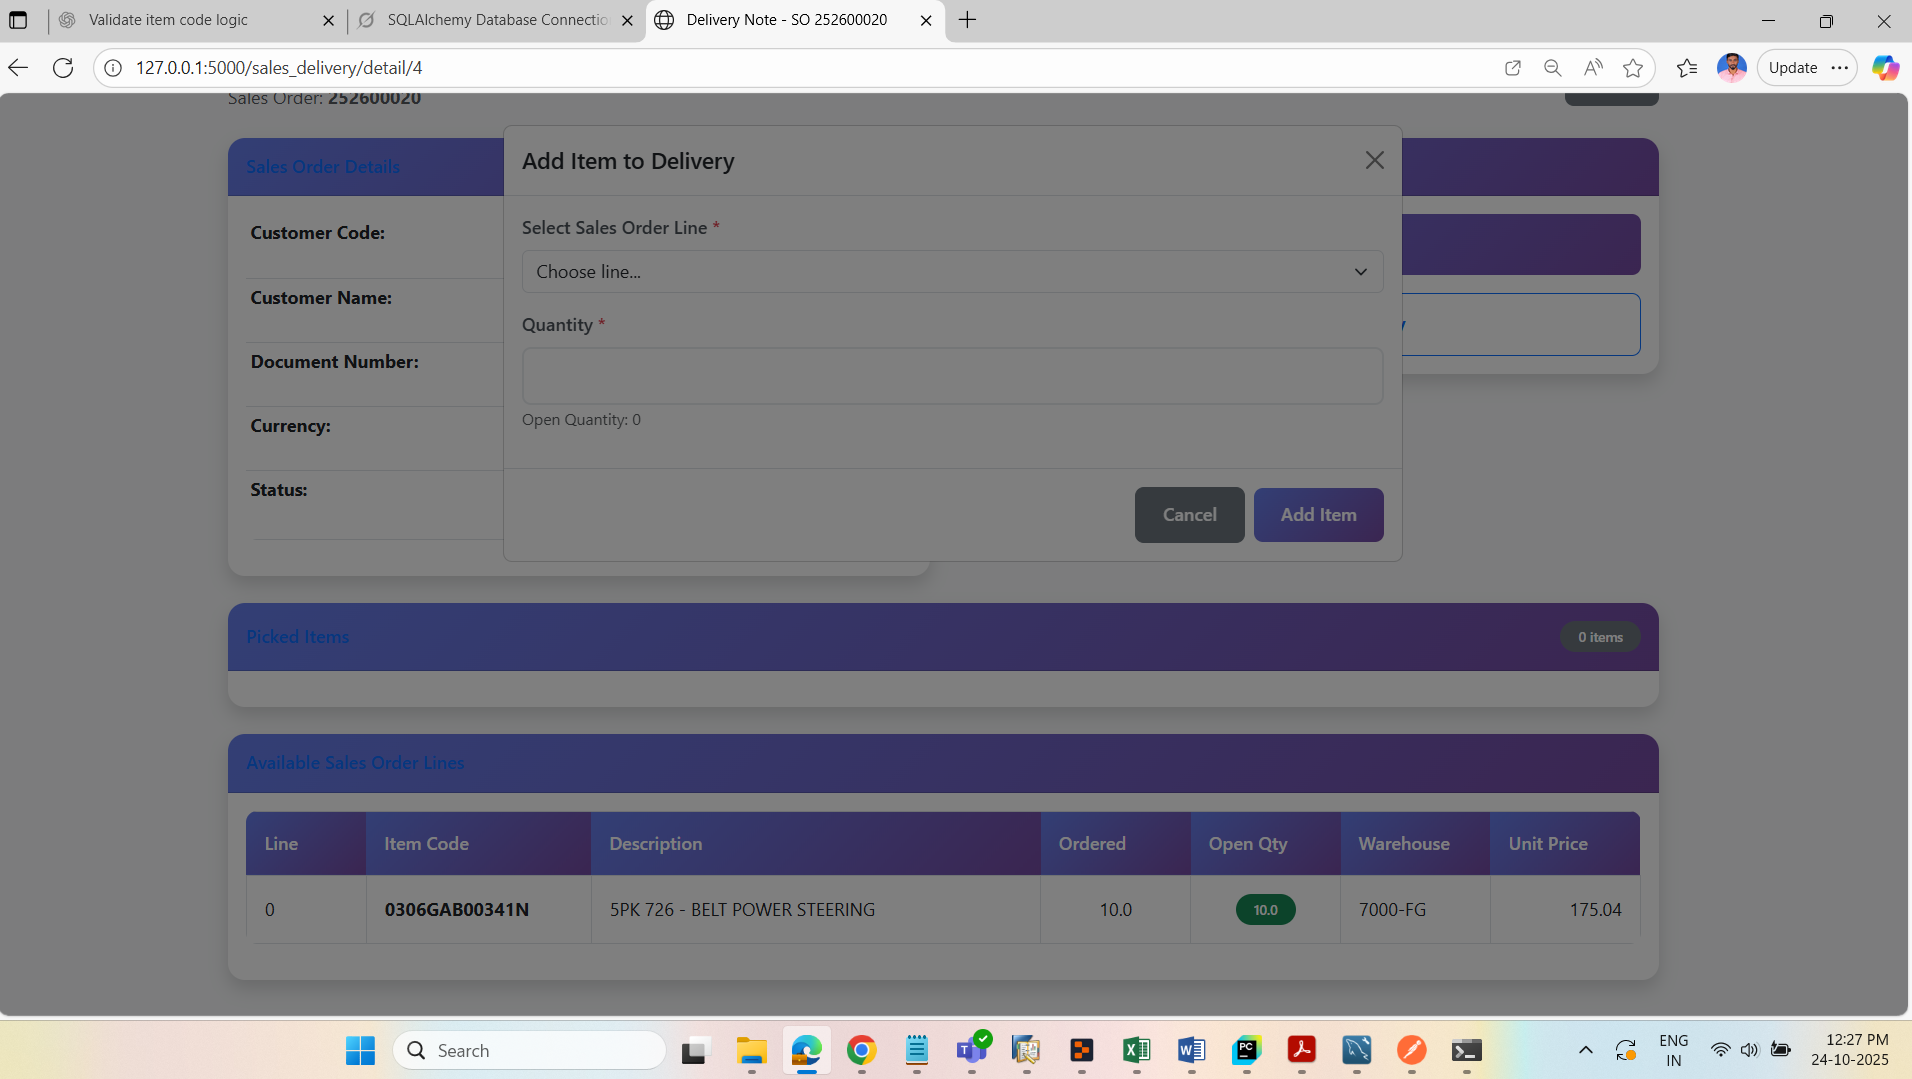 Validate item code logic
SQLAlchemy Database Connectio
Delivery Note - SO 252600020
127.0.0.1:5000/sales_delivery/detail/4
Update
Sales Order: 252600020
Sales Order Details
Customer Code:
Customer Name:
Document Number:
Currency:
Status:
Add Item to Delivery
Select Sales Order Line *
Choose line...
Quantity *
Open Quantity: 0
Cancel
Add Item
y
Picked Items
0 items
Available Sales Order Lines
Line Item Code Description Ordered Open Qty Warehouse Unit Price
0 0306GAB00341N 5PK 726 - BELT POWER STEERING 10.0 10.0 7000-FG 175.04
Search
ENG
IN
12:27 PM
24-10-2025